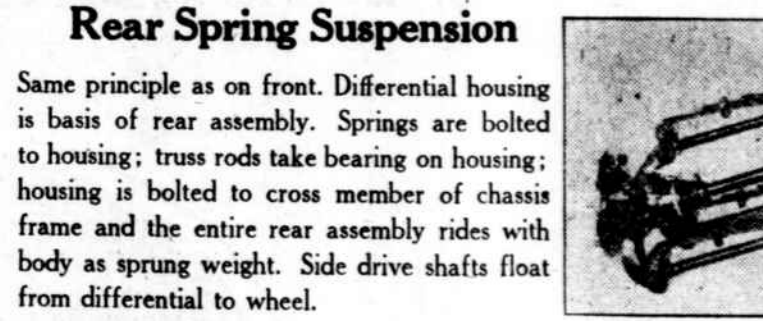 Rear Spring Suspension
Same principle as on front. Differential housing
is basis of rear assembly. Springs are bolted
to housing; truss rods take bearing on housing;
housing is bolted to cross member of chassis
frame and the entire rear assembly rides with
body as sprung weight. Side drive shafts float
from differential to wheel.